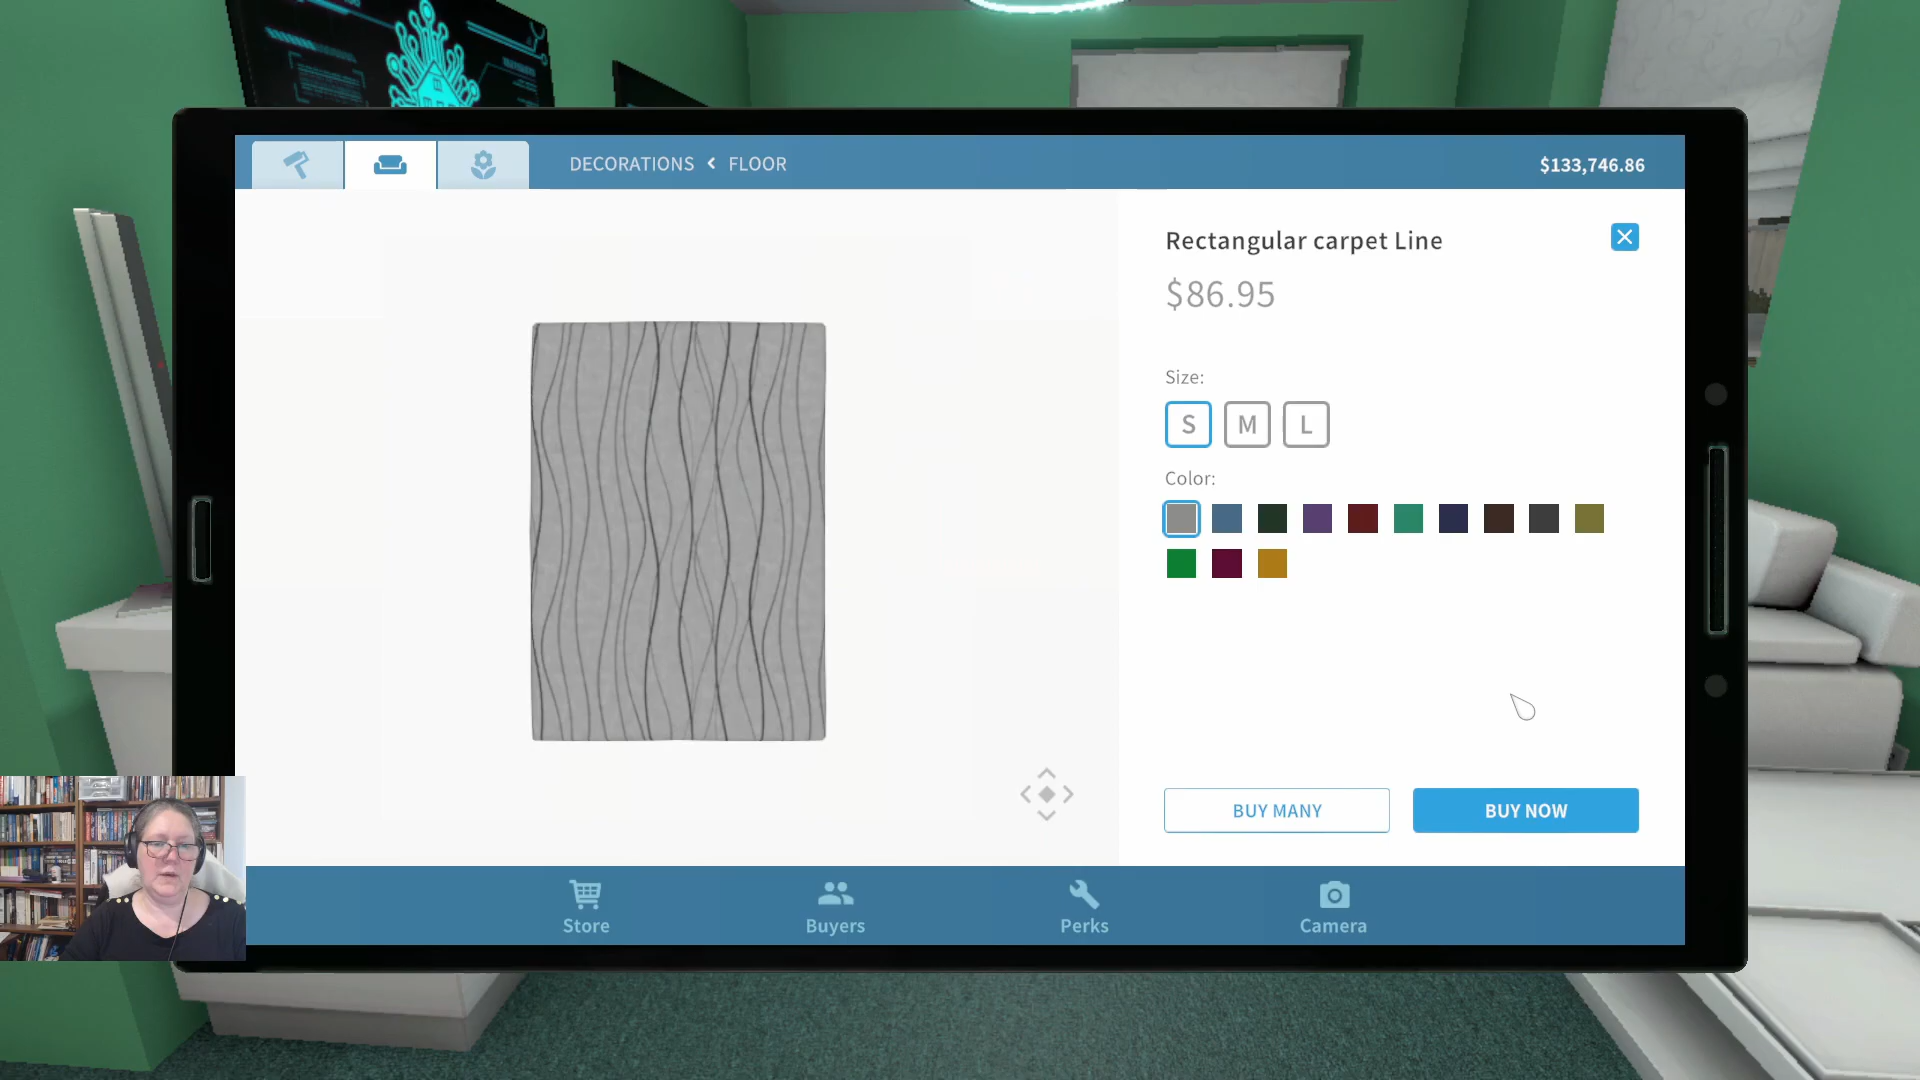 DECORATIONS < FLOOR
$133,746.86
Rectangular carpet Line
$86.95
Size:
S M L
Color:
BUY MANY
BUY NOW
Store
Buyers
Perks
Camera